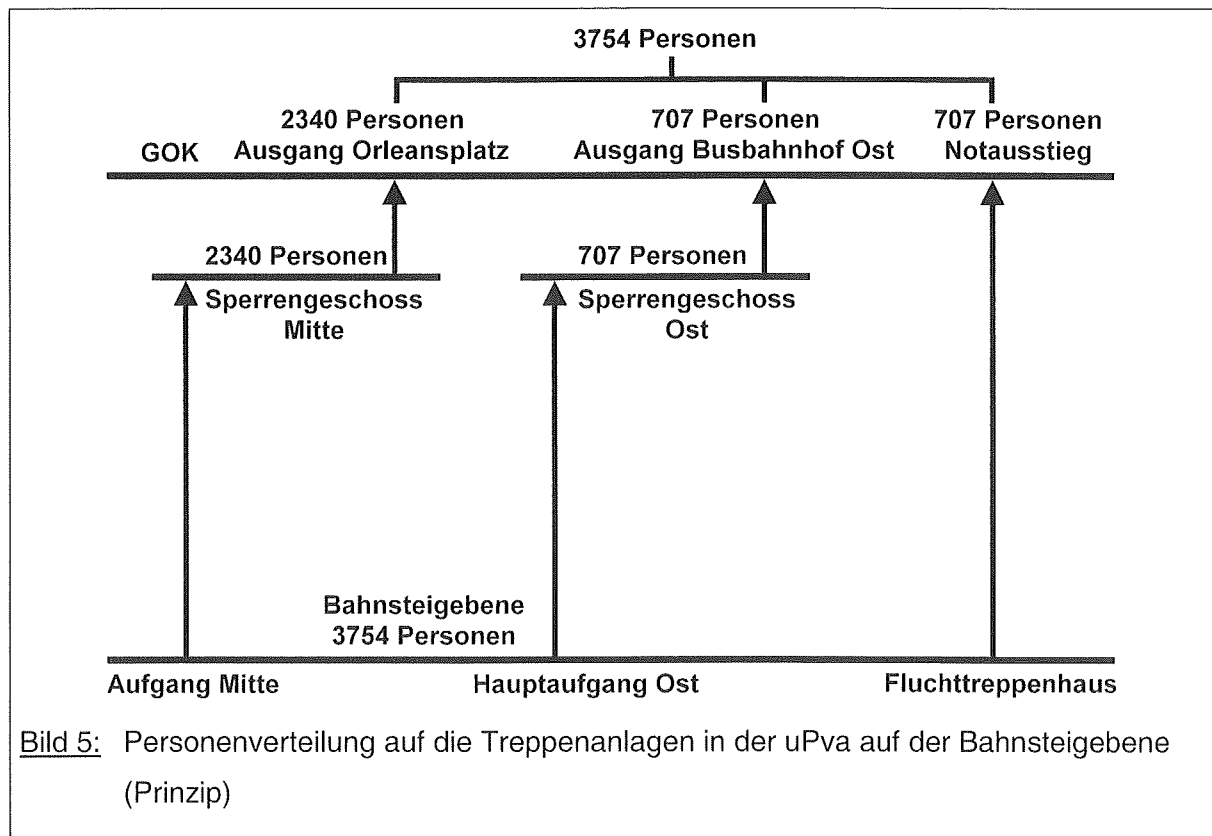 3754 Personen
2340 Personen
707 Personen
707 Personen
GOK
Ausgang Orleansplatz
Ausgang Busbahnhof Ost
Notausstieg
2340 Personen
707 Personen
Sperrengeschoss
Mitte
Sperrengeschoss
Ost
Bahnsteigebene
3754 Personen
Aufgang Mitte
Hauptaufgang Ost
Fluchttreppenhaus
Bild 5: Personenverteilung auf die Treppenanlagen in der uPva auf der Bahnsteigebene
(Prinzip)